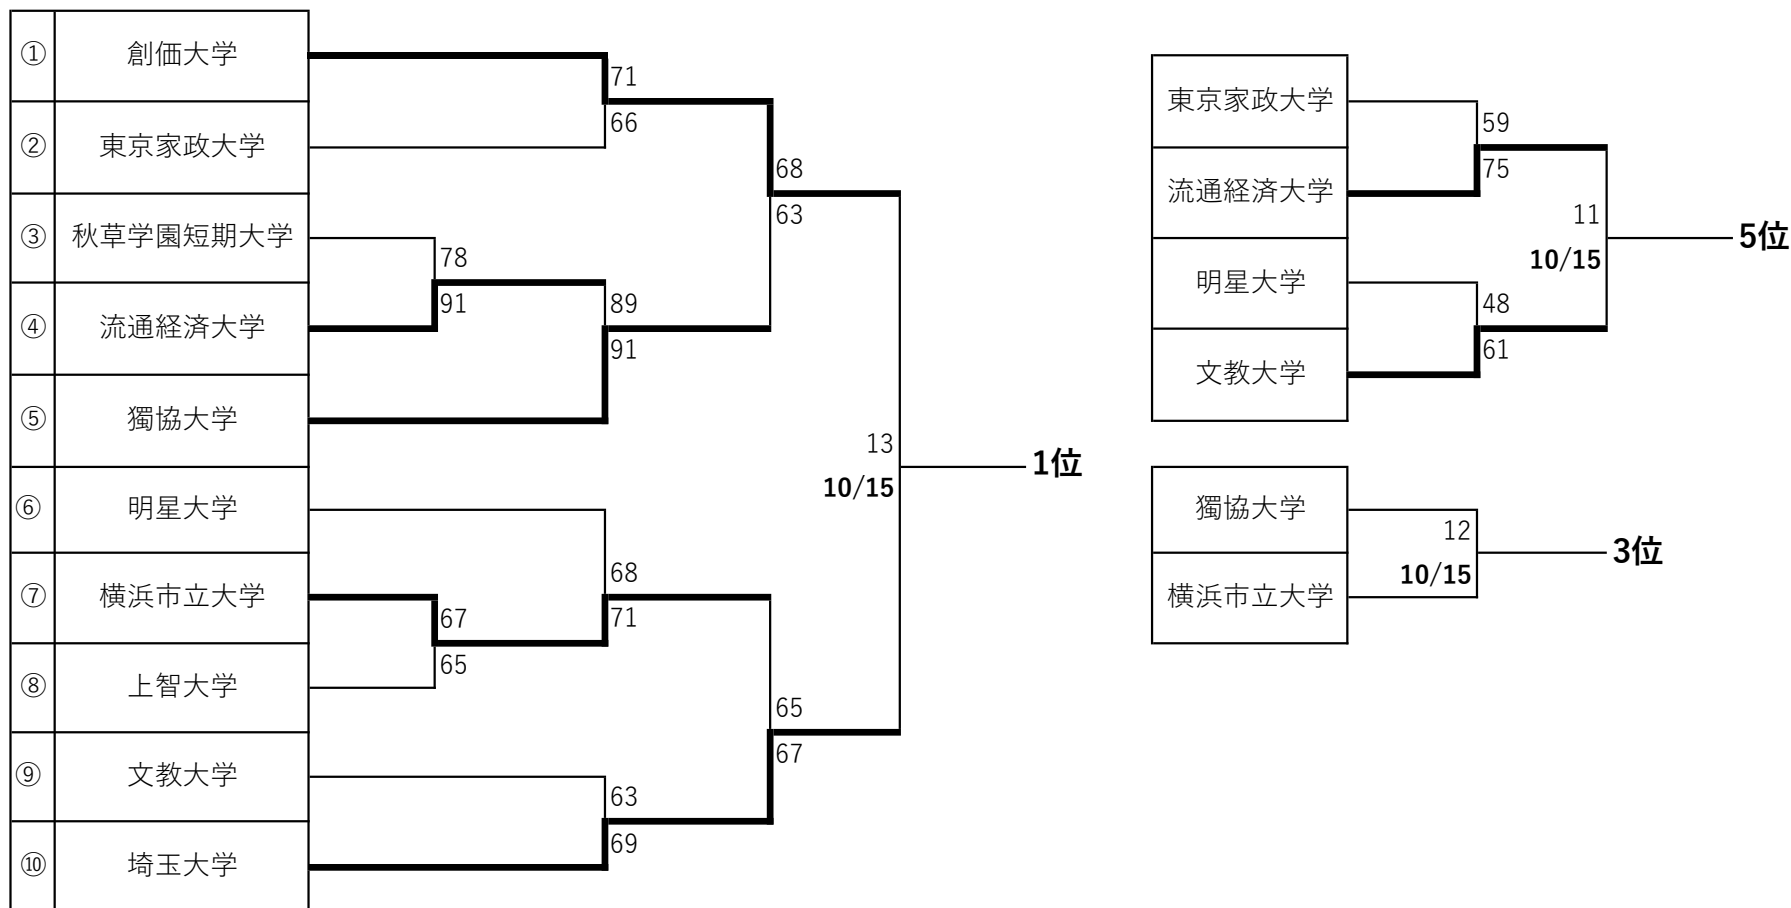 ① 創価大学
② 東京家政大学
③ 秋草学園短期大学
④ 流通経済大学
⑤ 獨協大学
⑥ 明星大学
⑦ 横浜市立大学
⑧ 上智大学
⑨ 文教大学
⑩ 埼玉大学
78
91
67
65
71
66
89
91
68
71
63
69
68
63
65
67
13
10/15
1位
東京家政大学
流通経済大学
明星大学
文教大学
59
75
48
61
11
10/15
5位
獨協大学
横浜市立大学
12
10/15
3位